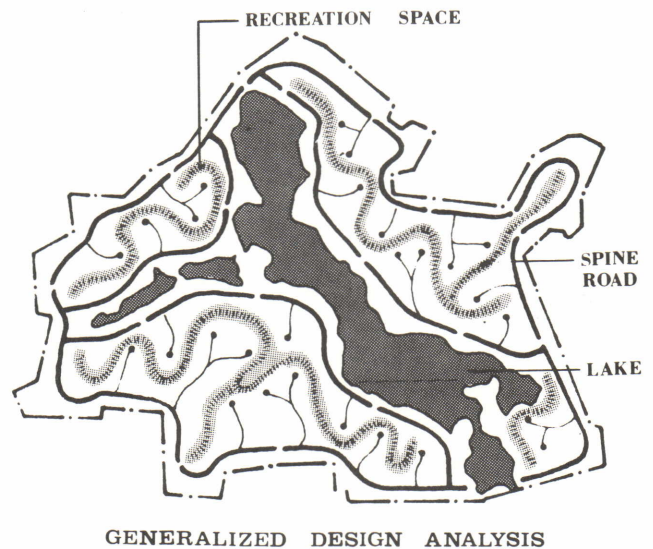 RECREATION SPACE
SPINE
ROAD
LAKE
GENERALIZED DESIGN ANALYSIS